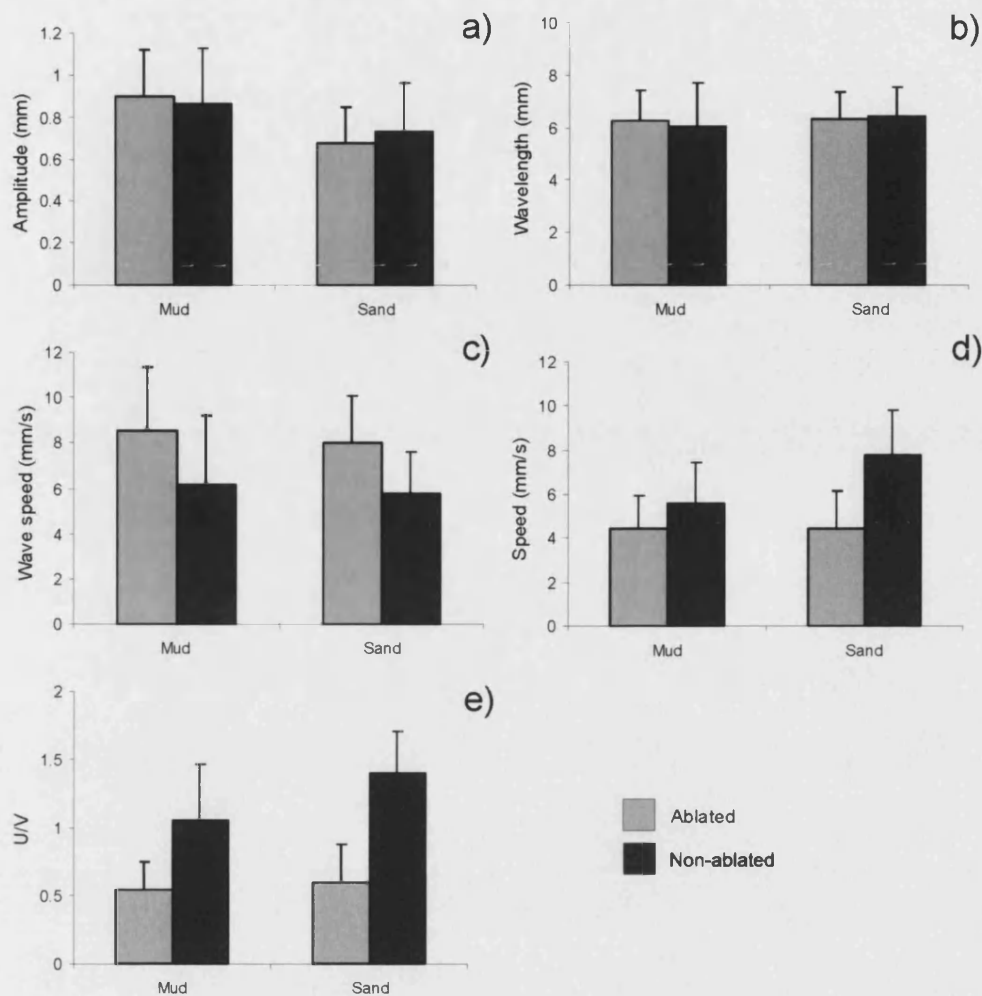 a)
Amplitude (mm)
1.2
1
0.8
0.6
0.4
0.2
0
Mud
Sand
b)
Wavelength (mm)
10
8
6
4
2
0
Mud
Sand
c)
Wave speed (mm/s)
12
10
8
6
4
2
0
Mud
Sand
d)
Speed (mm/s)
12
10
8
6
4
2
0
Mud
Sand
e)
U/V
2
1.5
1
0.5
0
Mud
Sand
Ablated
Non-ablated